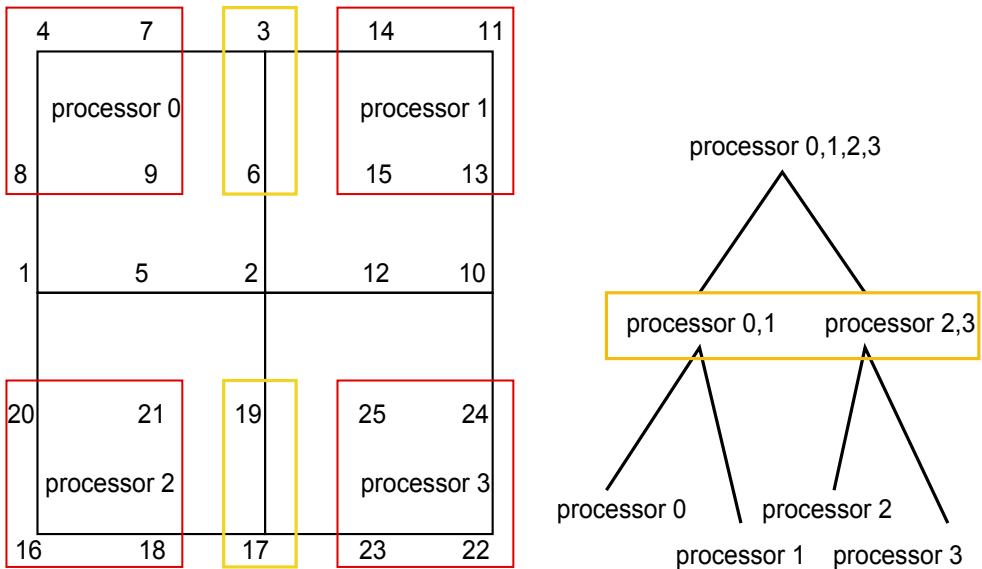 4 7 3 14 11
processor 0 processor 1
8 9 6 15 13
1 5 2 12 10
20 21 19 25 24
processor 2 processor 3
16 18 17 23 22
processor 0,1,2,3
processor 0,1 processor 2,3
processor 0 processor 2
processor 1 processor 3